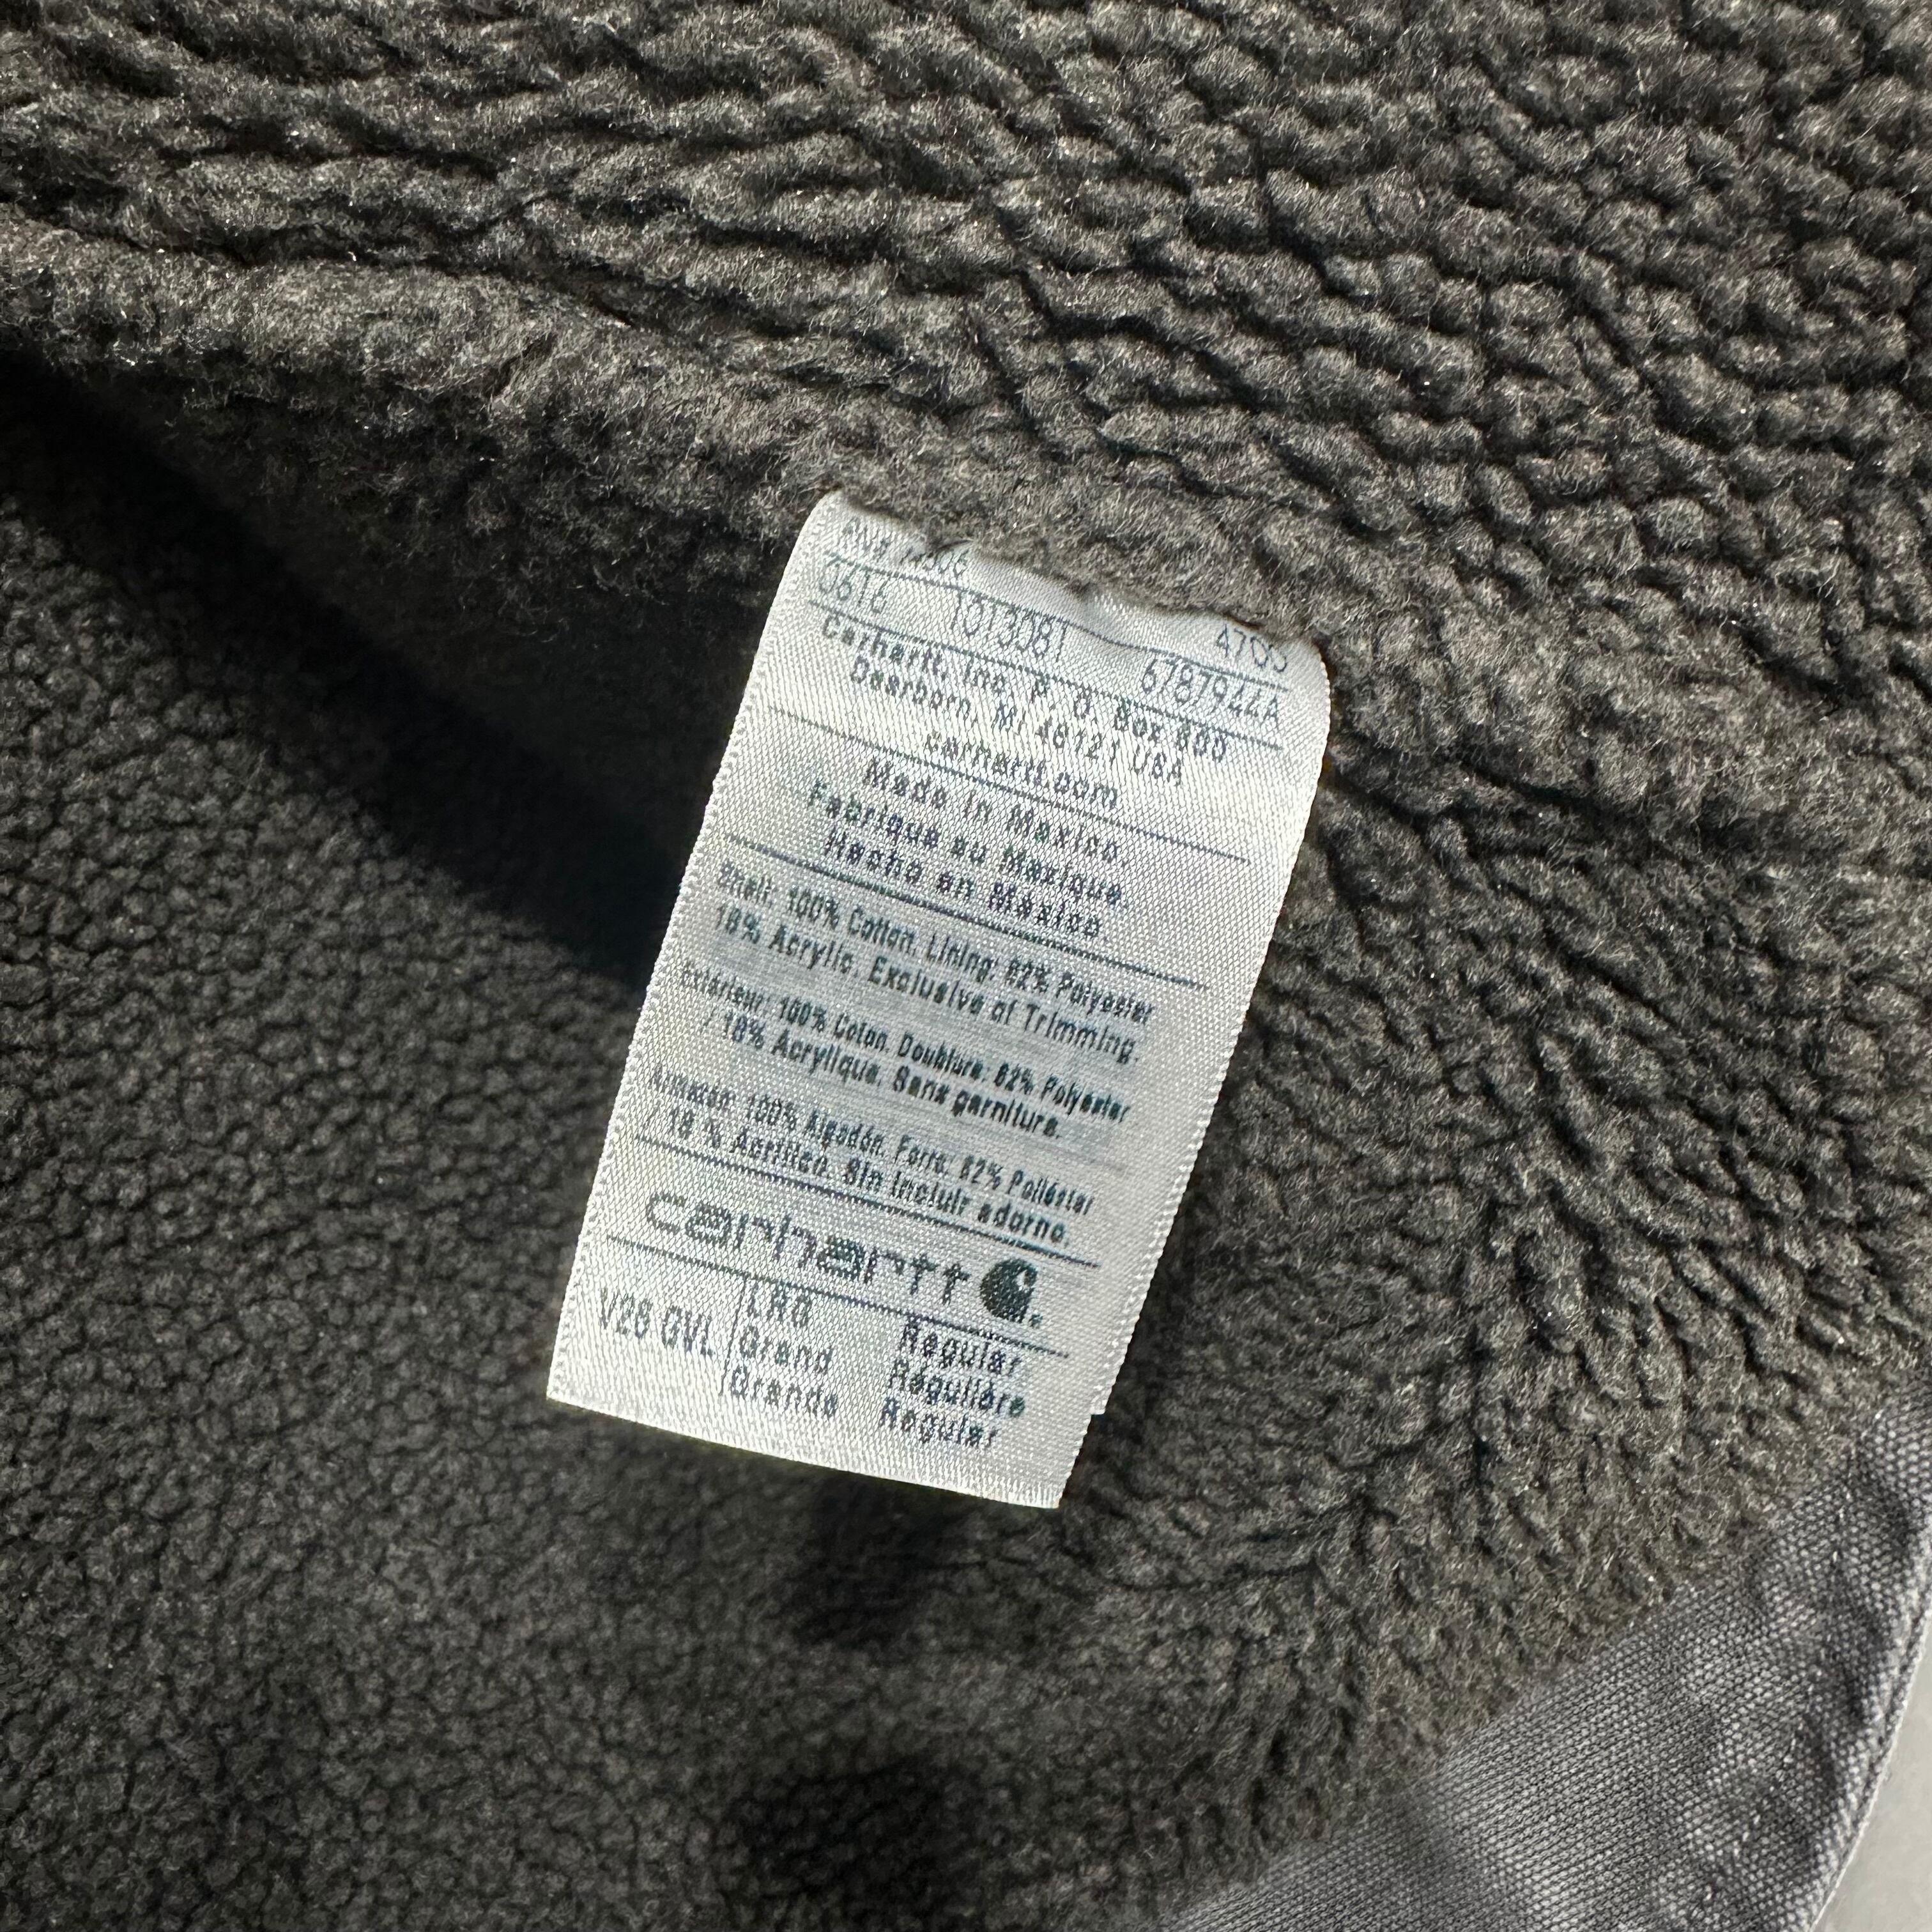 0616 1013081 6787944A
Carhartt, Inc. P. O. Box 600
Dearborn, MI 48121 USA
carhartt.com
Made in Mexico.
Fabrique au Mexique
Hecho en Mexico.
Shell: 100% Cotton. Lining: 82% Polyester
18% Acrylic. Exclusive of Trimming.
Extérieur: 100% Coton. Doublure: 82% Polyester
/ 18% Acrylique. Sans garniture.
Armazón: 100% Algodón. Forro: 82% Poliéster
/ 18 % Acrílico. Sin incluir adorno.
carhartt
V26 GVL LRG Regular
Grand Régulière
Grande Regular